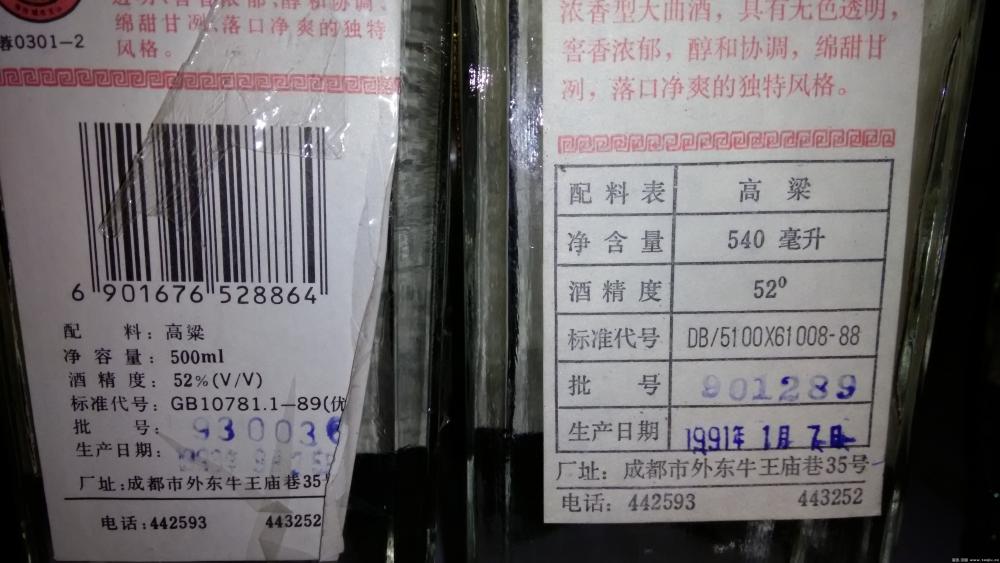 绵甜甘冽、落口净爽的独特
风格。
0301-2
6 901676 528864
配 料：高粱
净容量：500ml
酒精度：52%(V/V)
标准代号：GB10781.1-89(优
批 号：930036
生产日期：
厂址:成都市外东牛王庙巷35
电话:442593 443252
浓香型大曲酒，具有无色透明，
窖香浓郁，醇和协调，绵甜甘
冽，落口净爽的独特风格。
配料表 高粱
净含量 540 毫升
酒精度 52⁰
标准代号 DB/5100X61008-88
批号 901289
生产日期 1991年1月7日
厂址：成都市外东牛王庙巷35号
电话：442593 443252